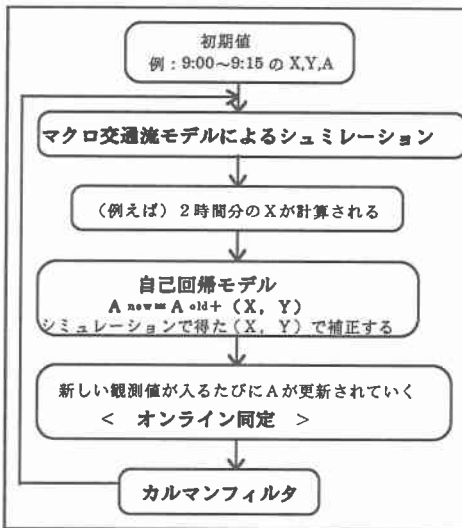 初期値
例：9:00～9:15 の X,Y,A
マクロ交通流モデルによるシュミレーション
（例えば）２時間分のＸが計算される
自己回帰モデル
A new= A old+ (X, Y)
シミュレーションで得た（X, Y）で補正する
新しい観測値が入るたびにＡが更新されていく
＜ オンライン同定 ＞
カルマンフィルタ